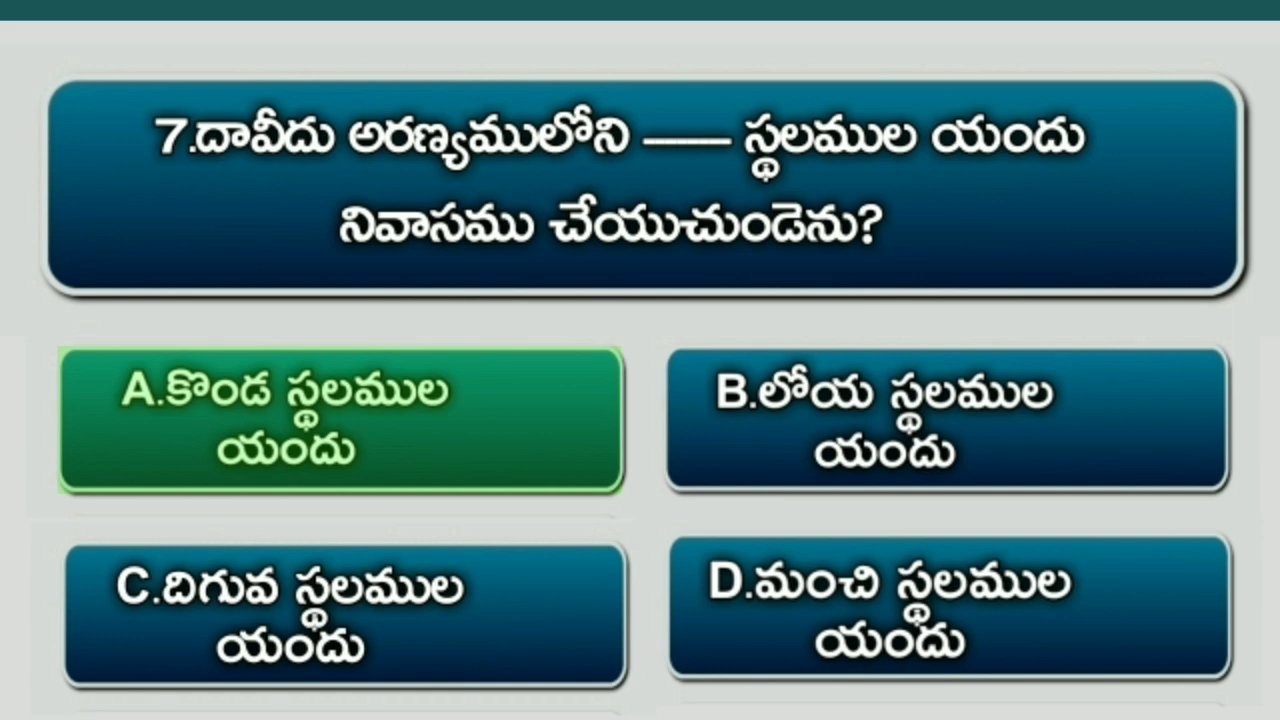 7.దావీదు అరణ్యములోని —— స్థలముల యందు
నివాసము చేయుచుండెను?
A.కొండ స్థలముల
యందు
B.లోయ స్థలముల
యందు
C.దిగువ స్థలముల
యందు
D.మంచి స్థలముల
యందు